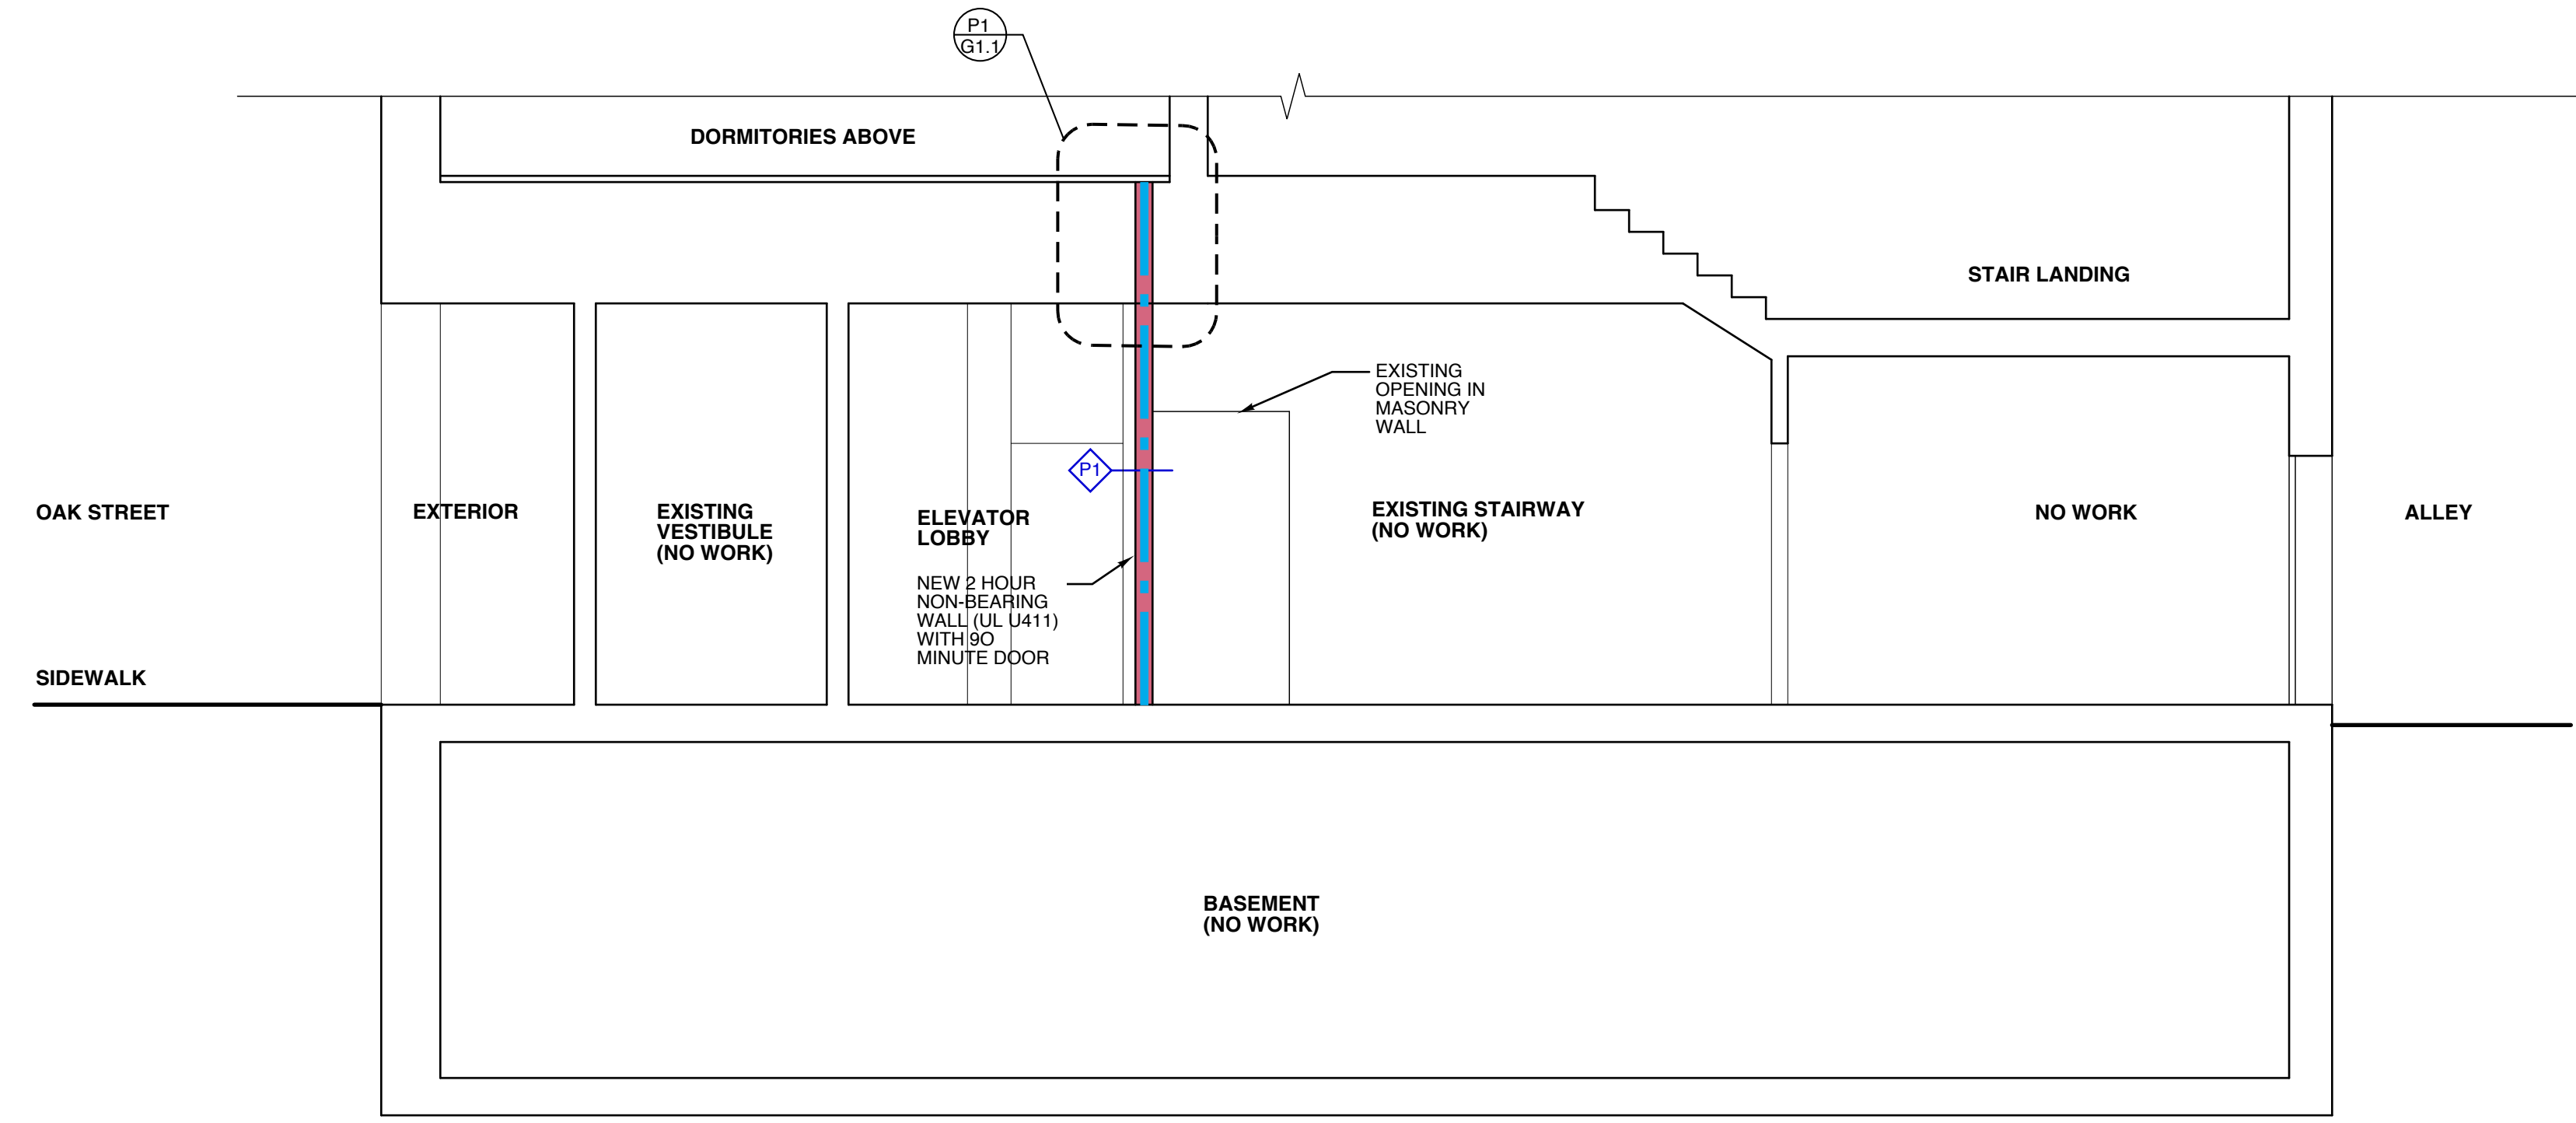 P1
G1.1
DORMITORIES ABOVE
STAIR LANDING
EXISTING
OPENING IN
MASONRY
WALL
P1
OAK STREET
EXTERIOR
EXISTING
VESTIBULE
(NO WORK)
ELEVATOR
LOBBY
EXISTING STAIRWAY
(NO WORK)
NO WORK
ALLEY
NEW 2 HOUR
NON-BEARING
WALL (UL U411)
WITH 9O
MINUTE DOOR
SIDEWALK
BASEMENT
(NO WORK)